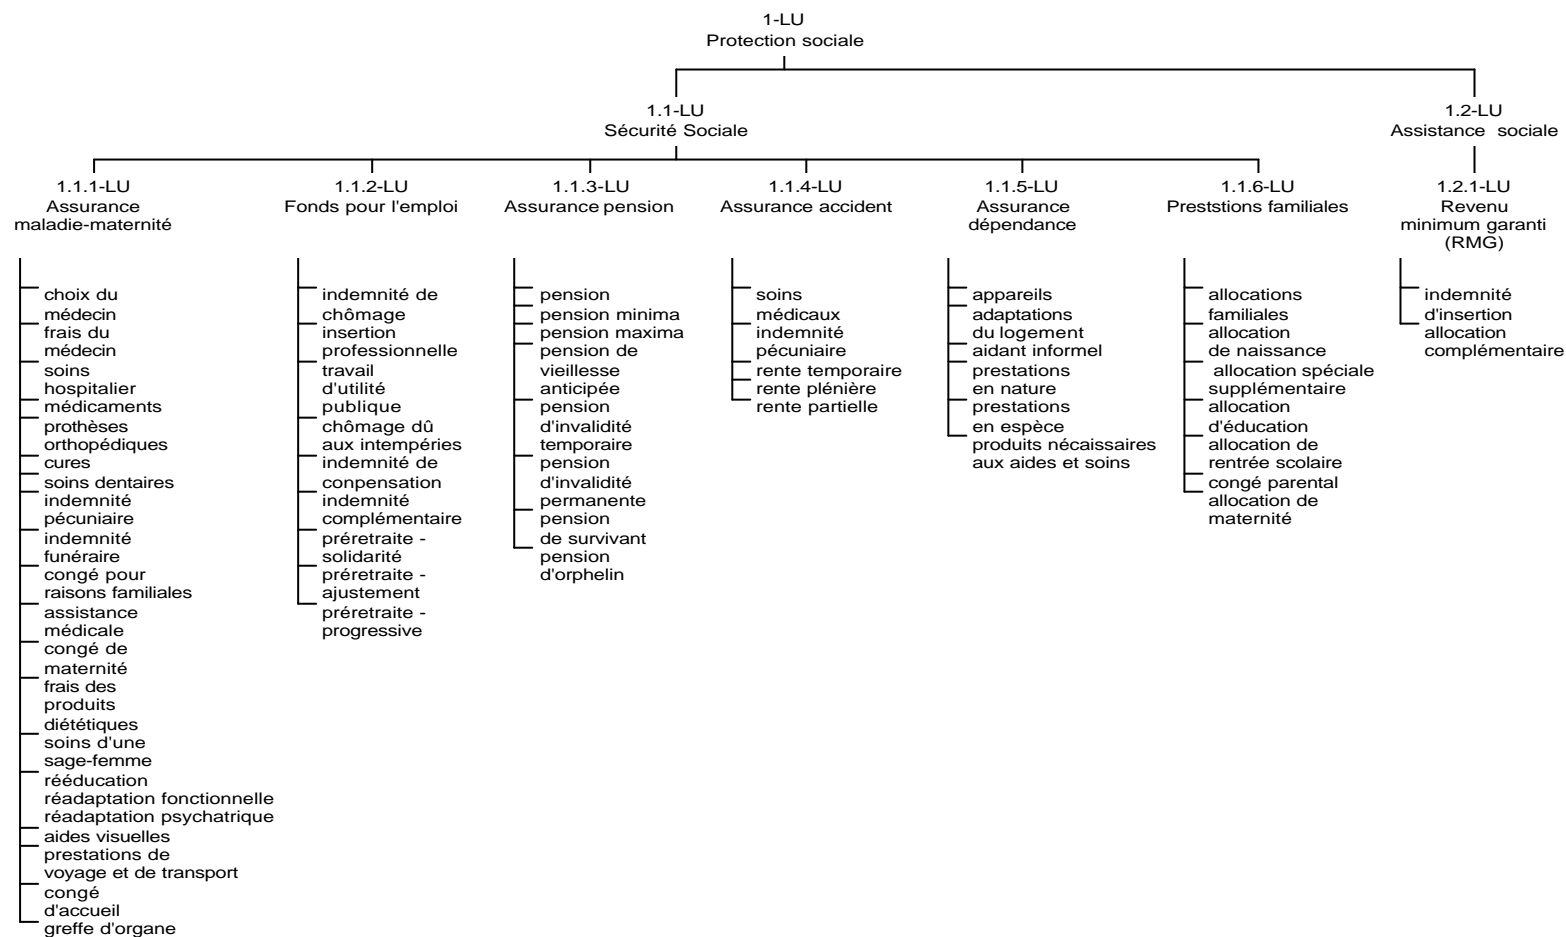 1-LU
Protection sociale
1.1-LU
Sécurité Sociale
1.2-LU
Assistance sociale
1.1.1-LU
Assurance
maladie-maternité
choix du
médecin
frais du
médecin
soins
hospitalier
médicaments
prothèses
orthopédiques
cures
soins dentaires
indemnité
pécuniaire
indemnité
funéraire
congé pour
raisons familiales
assistance
médicale
congé de
maternité
frais des
produits
diététiques
soins d'une
sage-femme
rééducation
réadaptation fonctionnelle
réadaptation psychatrique
aides visuelles
prestations de
voyage et de transport
congé
d'accueil
greffe d'organe
1.1.2-LU
Fonds pour l'emploi
indemnité de
chômage
insertion
professionnelle
travail
d'utilité
publique
chômage dû
aux intempéries
indemnité de
conpensation
indemnité
complémentaire
préretraite -
solidarité
préretraite -
ajustement
préretraite -
progressive
1.1.3-LU
Assurance pension
pension
pension minima
pension maxima
pension de
vieillesse
anticipée
pension
d'invalidité
temporaire
pension
d'invalidité
permanente
pension
de survivant
pension
d'orphelin
1.1.4-LU
Assurance accident
soins
médicaux
indemnité
pécuniaire
rente temporaire
rente plénière
rente partielle
1.1.5-LU
Assurance
dépendance
appareils
adaptations
du logement
aidant informel
prestations
en nature
prestations
en espèce
produits nécaissaires
aux aides et soins
1.1.6-LU
Preststions familiales
allocations
familiales
allocation
de naissance
allocation spéciale
supplémentaire
allocation
d'éducation
allocation de
rentrée scolaire
congé parental
allocation de
maternité
1.2.1-LU
Revenu
minimum garanti
(RMG)
indemnité
d'insertion
allocation
complémentaire